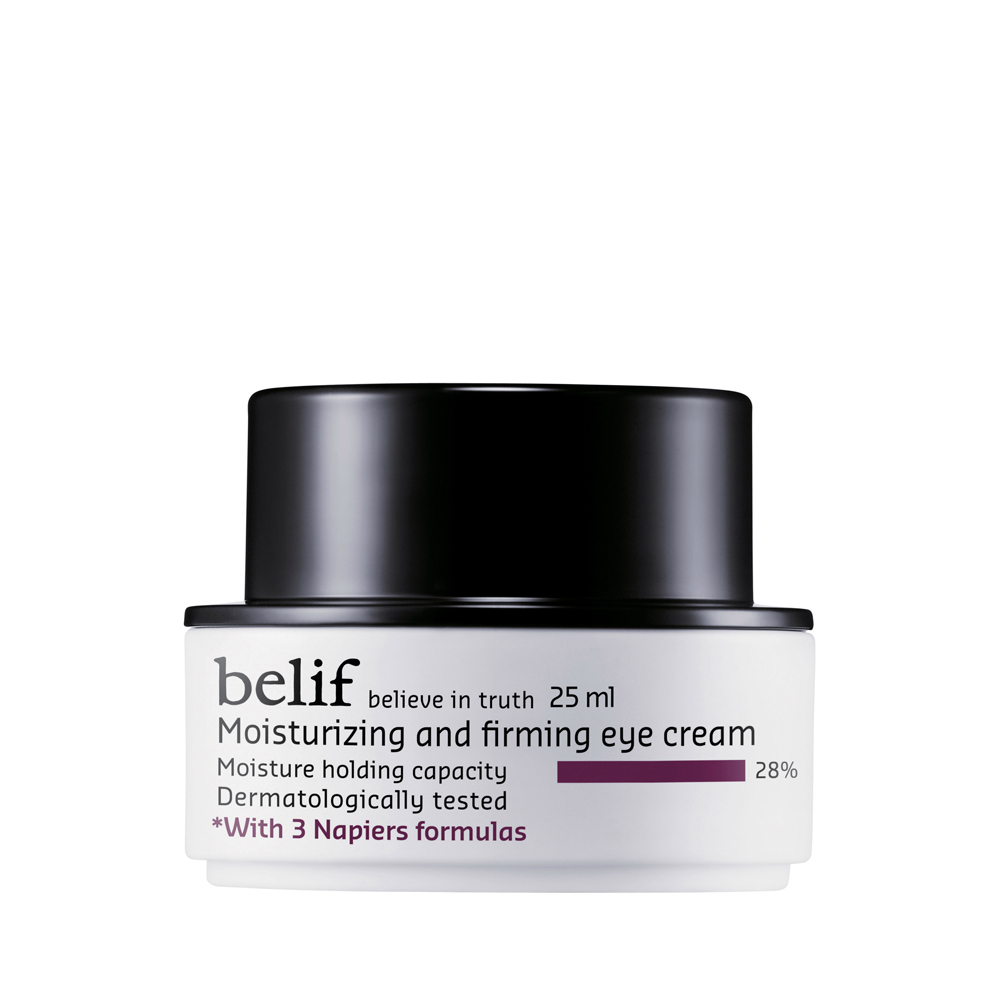 belif believe in truth 25 ml
Moisturizing and firming eye cream
Moisture holding capacity 28%
Dermatologically tested
*With 3 Napiers formulas